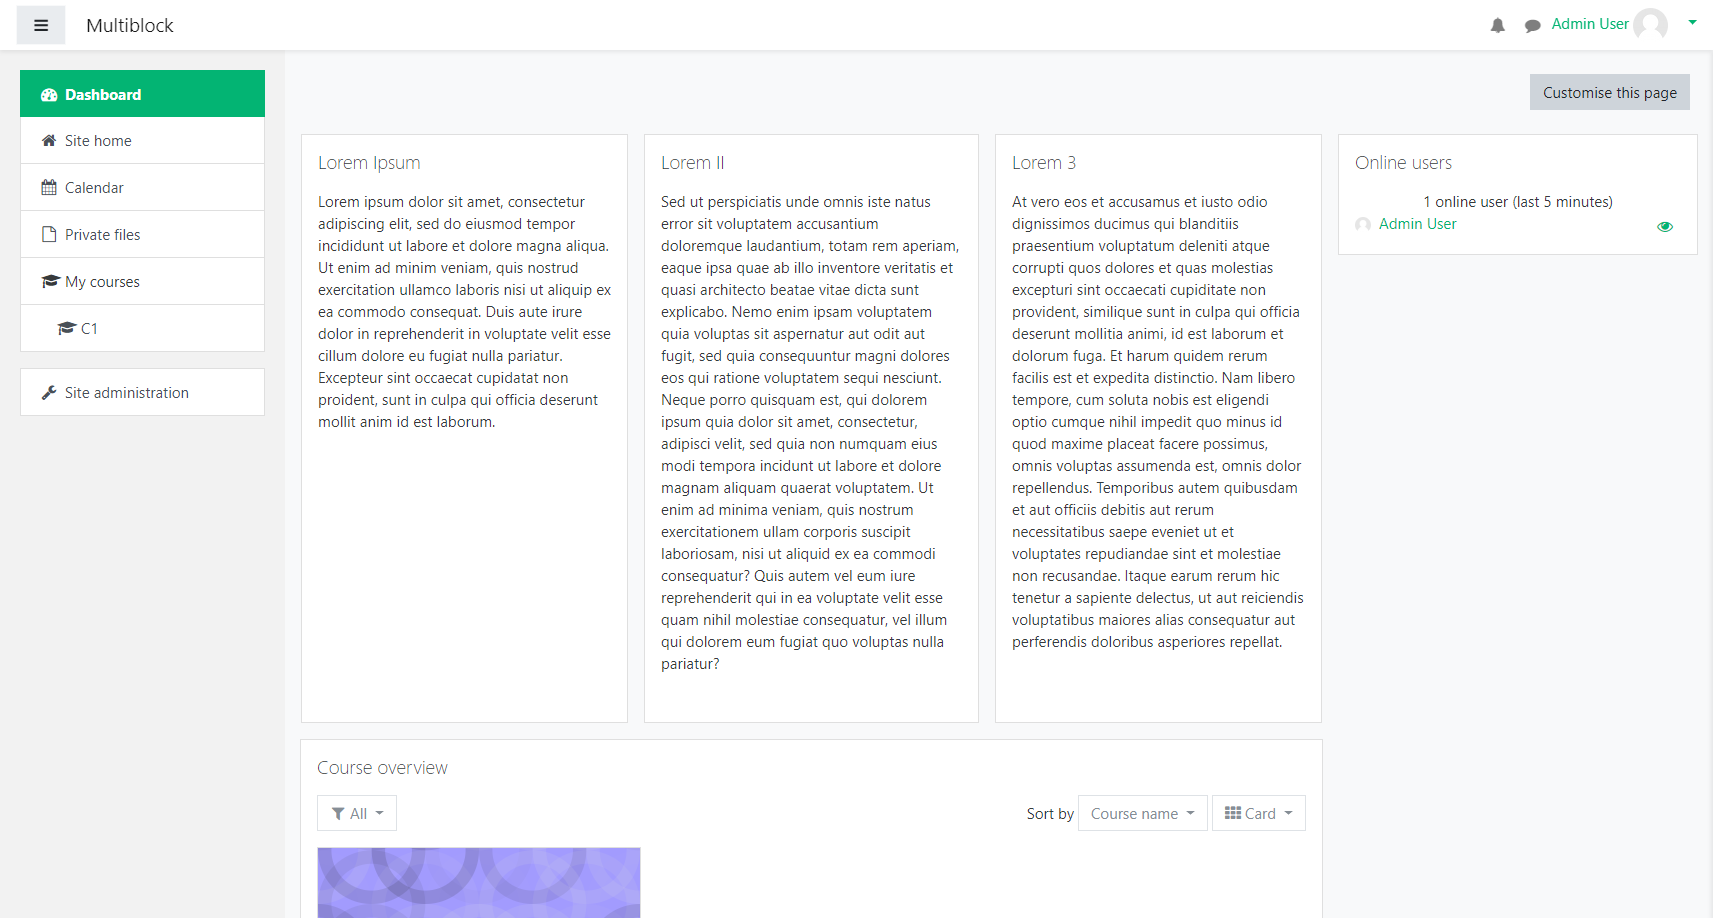 Multiblock
Admin User
Dashboard
Site home
Calendar
Private files
My courses
C1
Site administration
Customise this page
Lorem Ipsum
Lorem ipsum dolor sit amet, consectetur
adipiscing elit, sed do eiusmod tempor
incididunt ut labore et dolore magna aliqua.
Ut enim ad minim veniam, quis nostrud
exercitation ullamco laboris nisi ut aliquip ex
ea commodo consequat. Duis aute irure
dolor in reprehenderit in voluptate velit esse
cillum dolore eu fugiat nulla pariatur.
Excepteur sint occaecat cupidatat non
proident, sunt in culpa qui officia deserunt
mollit anim id est laborum.
Lorem II
Sed ut perspiciatis unde omnis iste natus
error sit voluptatem accusantium
doloremque laudantium, totam rem aperiam,
eaque ipsa quae ab illo inventore veritatis et
quasi architecto beatae vitae dicta sunt
explicabo. Nemo enim ipsam voluptatem
quia voluptas sit aspernatur aut odit aut
fugit, sed quia consequuntur magni dolores
eos qui ratione voluptatem sequi nesciunt.
Neque porro quisquam est, qui dolorem
ipsum quia dolor sit amet, consectetur,
adipisci velit, sed quia non numquam eius
modi tempora incidunt ut labore et dolore
magnam aliquam quaerat voluptatem. Ut
enim ad minima veniam, quis nostrum
exercitationem ullam corporis suscipit
laboriosam, nisi ut aliquid ex ea commodi
consequatur? Quis autem vel eum iure
reprehenderit qui in ea voluptate velit esse
quam nihil molestiae consequatur, vel illum
qui dolorem eum fugiat quo voluptas nulla
pariatur?
Lorem 3
At vero eos et accusamus et iusto odio
dignissimos ducimus qui blanditiis
praesentium voluptatum deleniti atque
corrupti quos dolores et quas molestias
excepturi sint occaecati cupiditate non
provident, similique sunt in culpa qui officia
deserunt mollitia animi, id est laborum et
dolorum fuga. Et harum quidem rerum
facilis est et expedita distinctio. Nam libero
tempore, cum soluta nobis est eligendi
optio cumque nihil impedit quo minus id
quod maxime placeat facere possimus,
omnis voluptas assumenda est, omnis dolor
repellendus. Temporibus autem quibusdam
et aut officiis debitis aut rerum
necessitatibus saepe eveniet ut et
voluptates repudiandae sint et molestiae
non recusandae. Itaque earum rerum hic
tenetur a sapiente delectus, ut aut reiciendis
voluptatibus maiores alias consequatur aut
perferendis doloribus asperiores repellat.
Online users
1 online user (last 5 minutes)
Admin User
Course overview
All
Sort by Course name Card